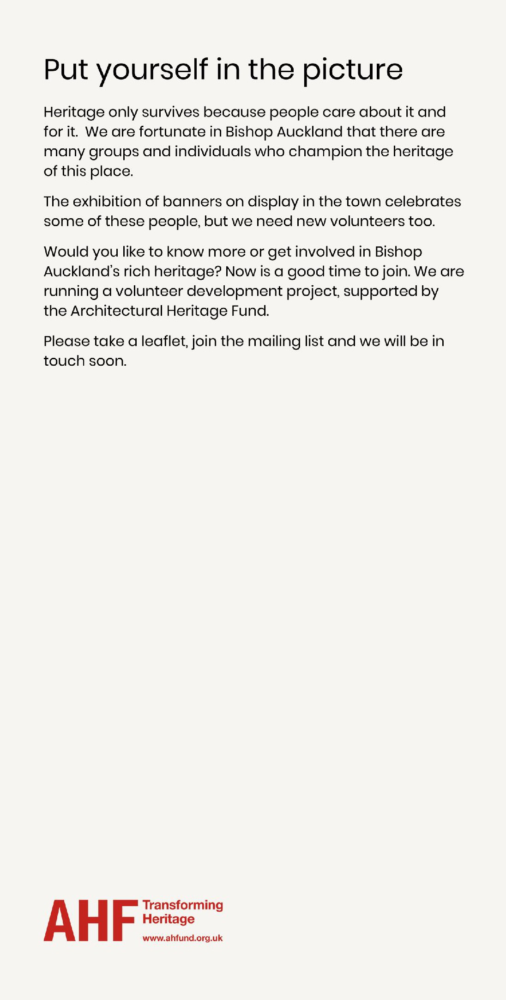 Put yourself in the picture
Heritage only survives because people care about it and
for it.  We are fortunate in Bishop Auckland that there are
many groups and individuals who champion the heritage
of this place.
The exhibition of banners on display in the town celebrates
some of these people, but we need new volunteers too.
Would you like to know more or get involved in Bishop
Auckland’s rich heritage? Now is a good time to join. We are
running a volunteer development project, supported by
the Architectural Heritage Fund.
Please take a leaflet, join the mailing list and we will be in
touch soon.
AHF
Transforming
Heritage
www.ahfund.org.uk